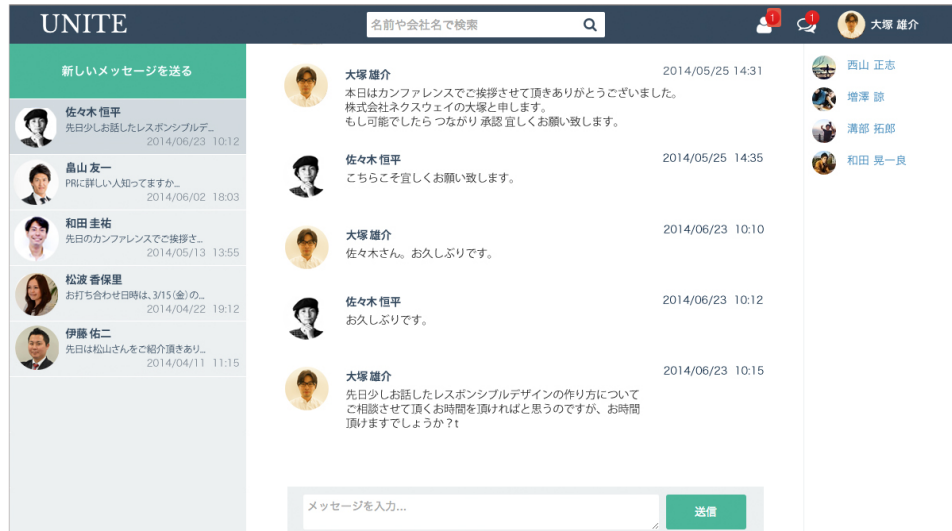 UNITE
名前や会社名で検索
1
1
大塚 雄介
新しいメッセージを送る
佐々木 恒平
先日少しお話したレスポンシブルデ...
2014/06/23 10:12
畠山 友一
PRに詳しい人知ってますか...
2014/06/02 18:03
和田 圭祐
先日のカンファレンスでご挨拶さ...
2014/05/13 13:55
松波 香保里
お打ち合わせ日時は、3/15(金)の...
2014/04/22 19:12
伊藤 佑二
先日は松山さんをご紹介頂きあり...
2014/04/11 11:15
大塚 雄介
2014/05/25 14:31
本日はカンファレンスでご挨拶させて頂きありがとうございました。
株式会社ネクスウェイの大塚と申します。
もし可能でしたら つながり 承認 宜しくお願い致します。
佐々木 恒平
2014/05/25 14:35
こちらこそ宜しくお願い致します。
大塚 雄介
2014/06/23 10:10
佐々木さん。お久しぶりです。
佐々木 恒平
2014/06/23 10:12
お久しぶりです。
大塚 雄介
2014/06/23 10:15
先日少しお話したレスポンシブルデザインの作り方について
ご相談させて頂くお時間を頂ければと思うのですが、お時間
頂けますでしょうか？t
メッセージを入力...
送信
西山 正志
増澤 諒
溝部 拓郎
和田 晃一良